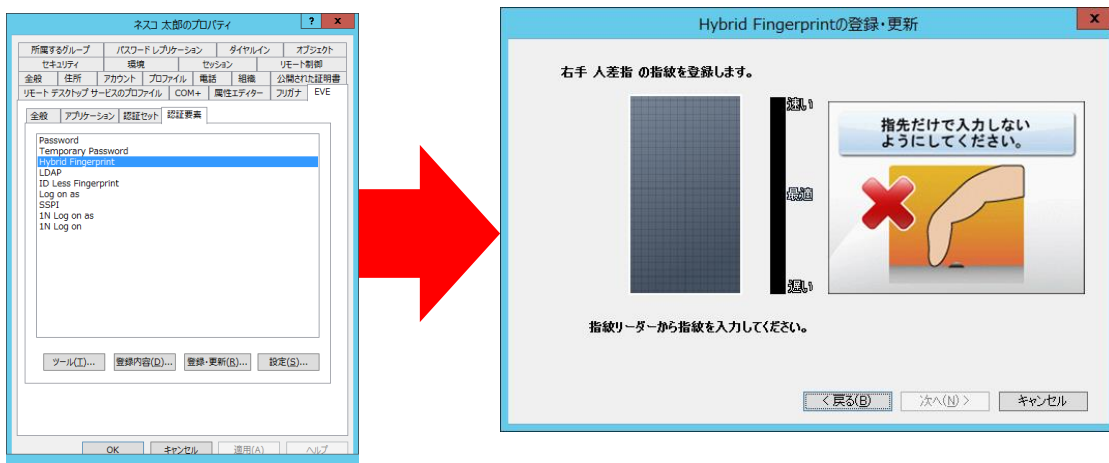 ネスコ 太郎のプロパティ
? x
所属するグループ パスワード レプリケーション ダイヤルイン オブジェクト
セキュリティ 環境 セッション リモート制御
全般 住所 アカウント プロファイル 電話 組織 公開された証明書
リモート デスクトップ サービスのプロファイル COM+ 属性エディター フリガナ EVE
全般 アプリケーション 認証セット 認証要素
Password
Temporary Password
Hybrid Fingerprint
LDAP
ID Less Fingerprint
Log on as
SSPI
1N Log on as
1N Log on
ツール(T)... 登録内容(D)... 登録・更新(R)... 設定(S)...
OK キャンセル 適用(A) ヘルプ
Hybrid Fingerprintの登録・更新
x
右手 人差指 の指紋を登録します。
速い
最適
遅い
指先だけで入力しない
ようにしてください。
指紋リーダーから指紋を入力してください。
< 戻る(B) 次へ(N) > キャンセル